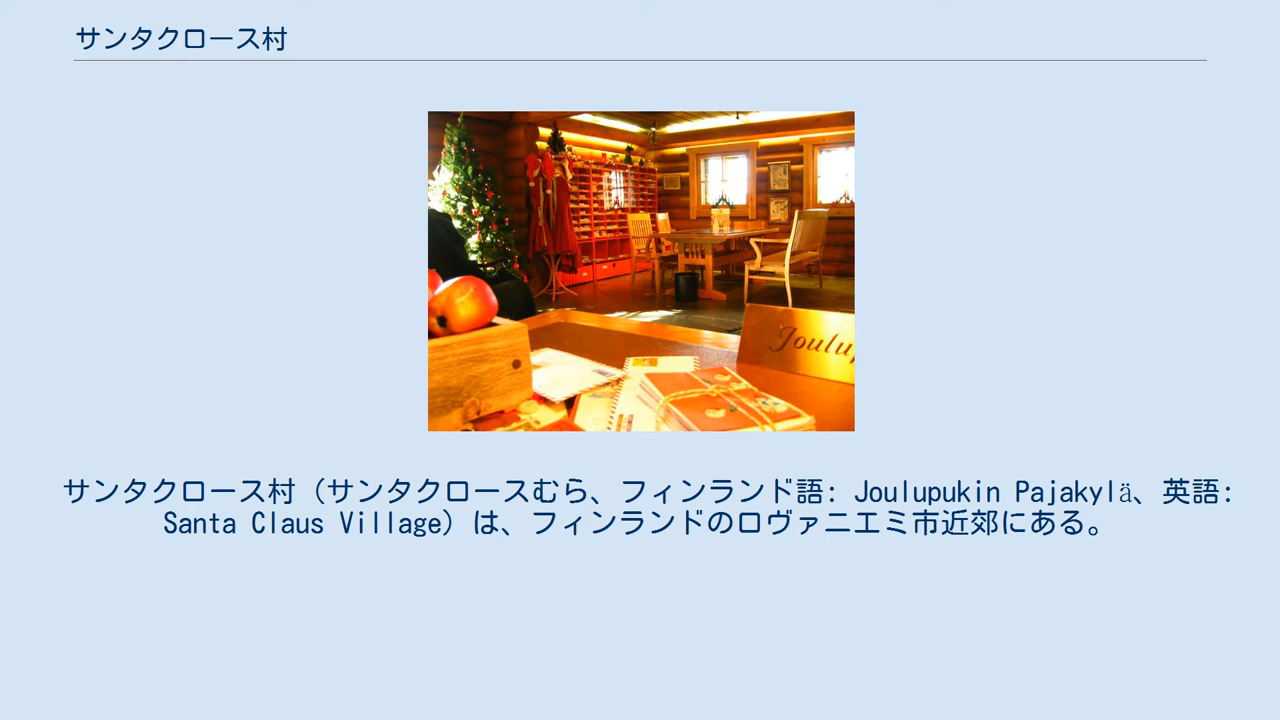 サンタクロース村
Joulup
サンタクロース村（サンタクロースむら、フィンランド語: Joulupukin Pajakylä、英語:
Santa Claus Village）は、フィンランドのロヴァニエミ市近郊にある。